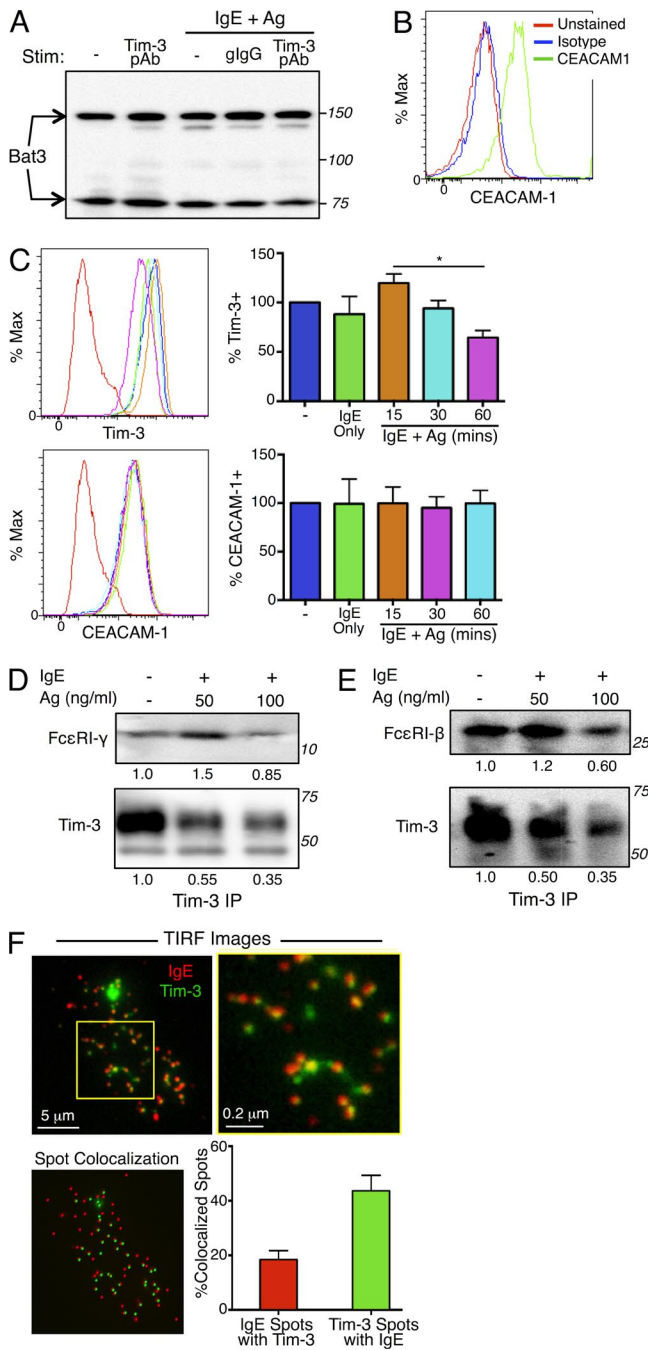 A
IgE + Ag
Stim:
-
Tim-3
pAb
-
gIgG
Tim-3
pAb
Bat3
150
100
75
B
Unstained
Isotype
CEACAM1
% Max
0
CEACAM-1
C
% Max
0
Tim-3
% Tim-3+
150
100
50
0
-
IgE
Only
15
30
60
IgE + Ag (mins)
*
% Max
0
CEACAM-1
% CEACAM-1+
150
100
50
0
-
IgE
Only
15
30
60
IgE + Ag (mins)
D
IgE - + +
Ag (ng/ml) - 50 100
FcεRI-γ
10
1.0 1.5 0.85
Tim-3
75
50
1.0 0.55 0.35
Tim-3 IP
E
IgE - + +
Ag (ng/ml) - 50 100
FcεRI-β
25
1.0 1.2 0.60
Tim-3
75
50
1.0 0.50 0.35
Tim-3 IP
F
TIRF Images
IgE
Tim-3
5 μm
0.2 μm
Spot Colocalization
%Colocalized Spots
60
40
20
0
IgE Spots
with Tim-3
Tim-3 Spots
with IgE